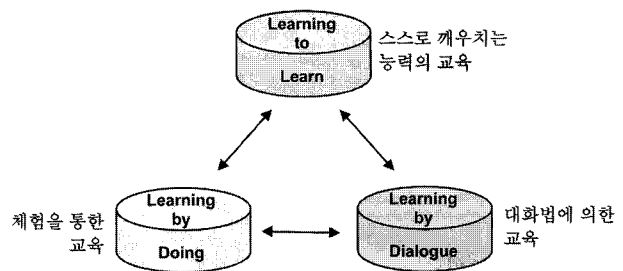 Learning
to
Learn
스스로 깨우치는
능력의 교육
체험을 통한
교육
Learning
by
Doing
Learning
by
Dialogue
대화법에 의한
교육